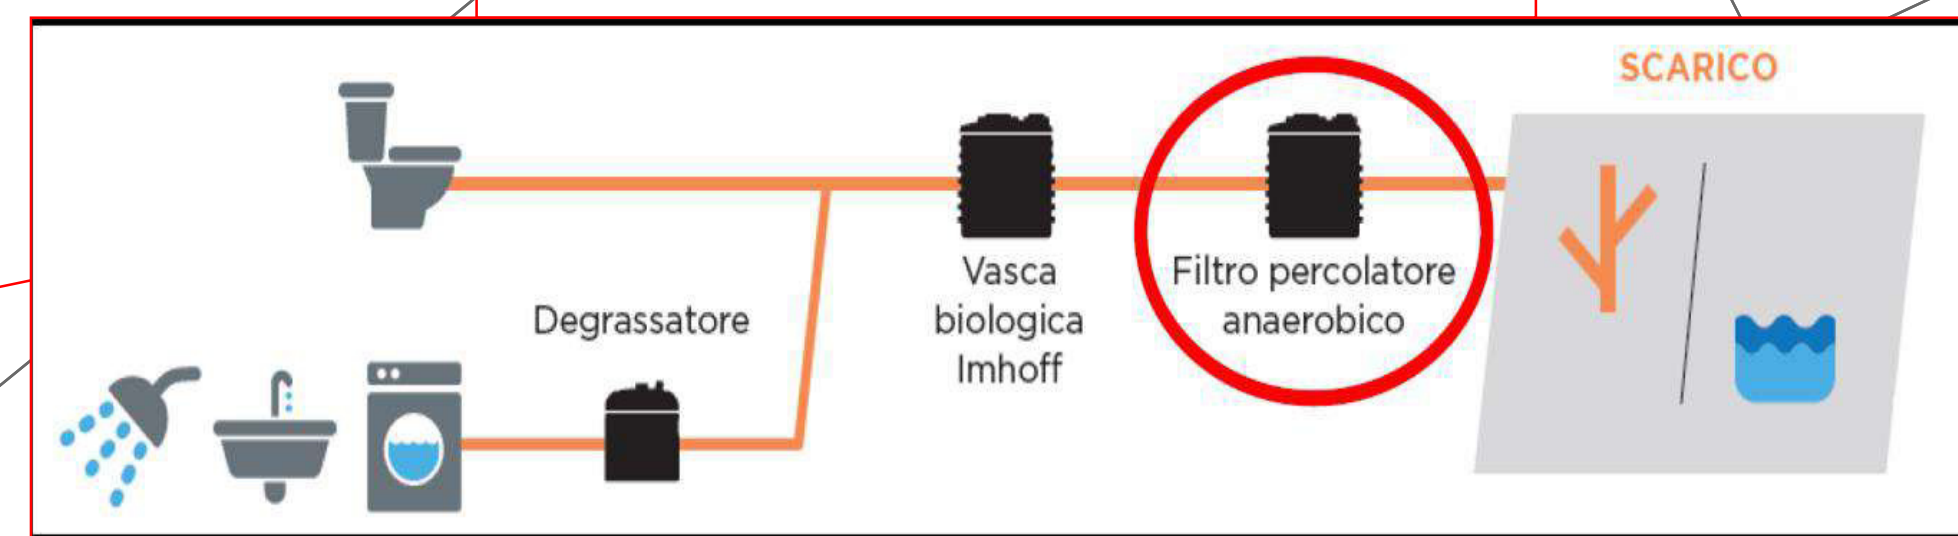 SCARICO
Degrassatore
Vasca
biologica
Imhoff
Filtro percolatore
anaerobico